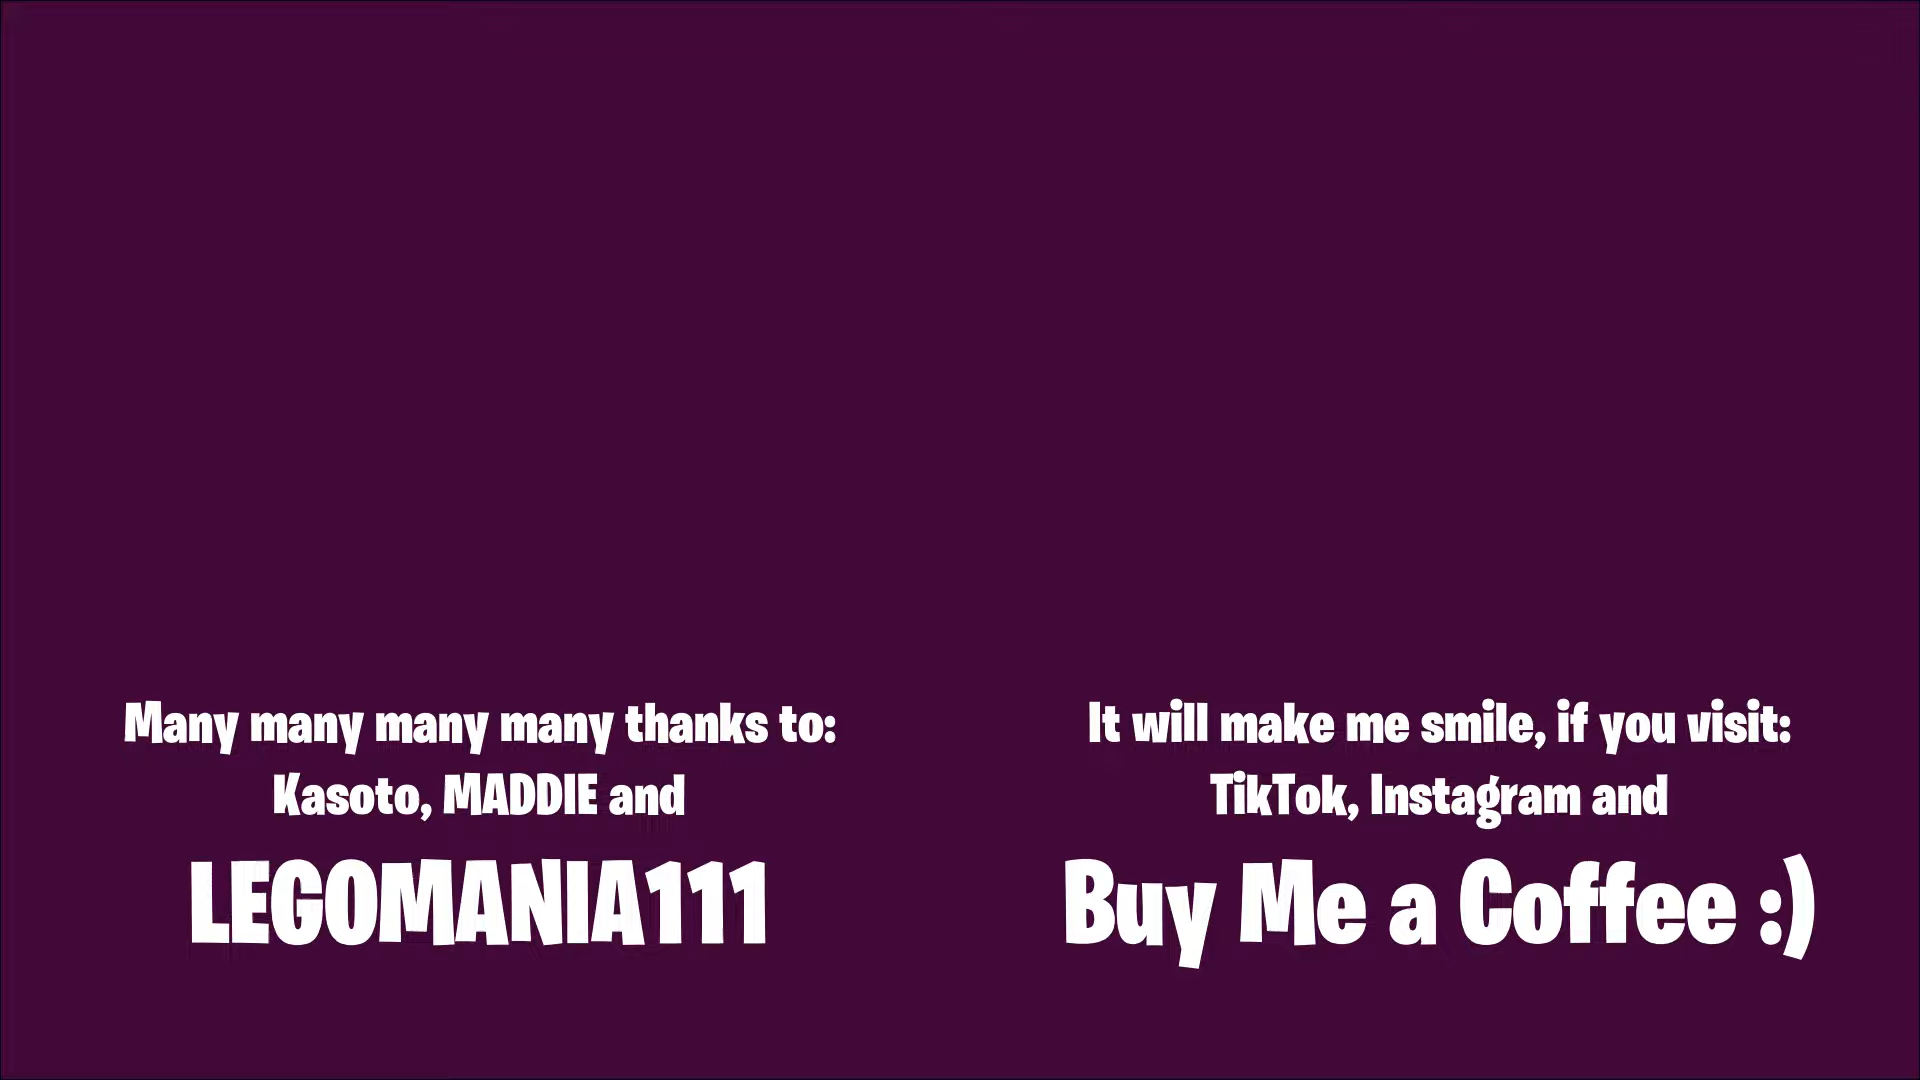 Many many many many thanks to:
Kasoto, MADDIE and
LEGOMANIA111
It will make me smile, if you visit:
TikTok, Instagram and
Buy Me a Coffee :)